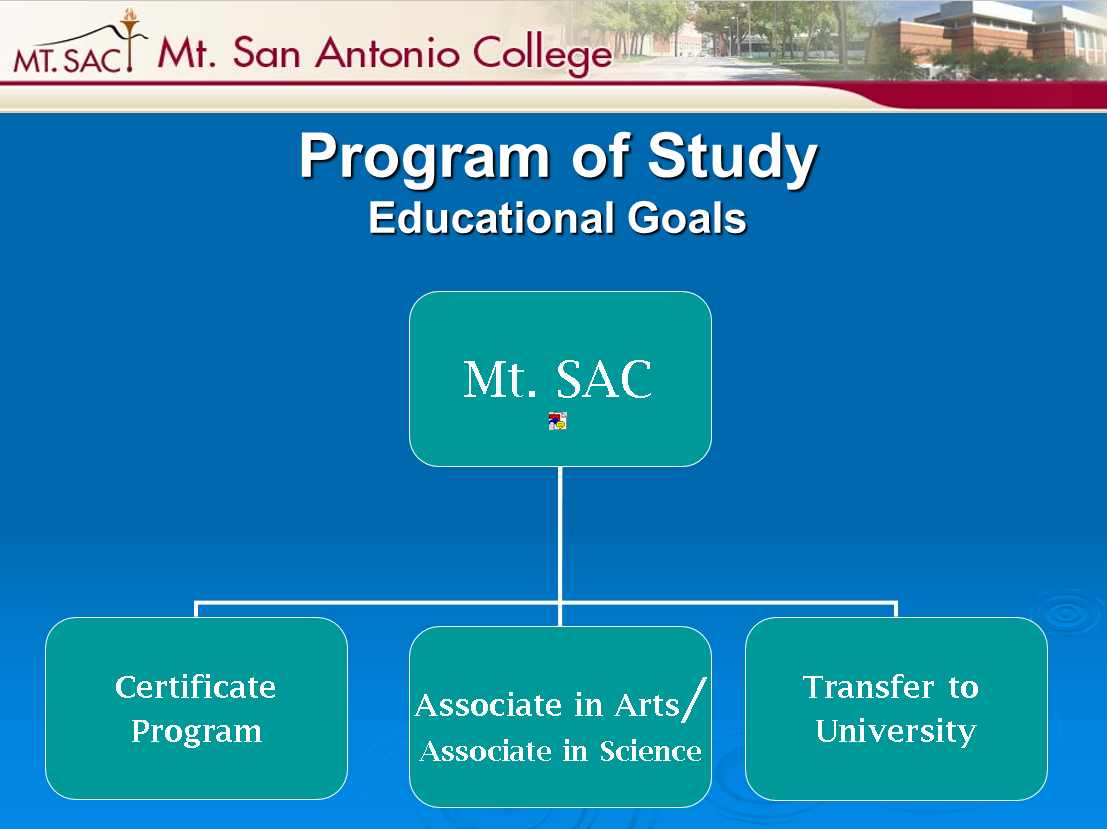 MT. SAC Mt. San Antonio College
Program of Study
Educational Goals
Mt. SAC
Certificate
Program
Associate in Arts/
Associate in Science
Transfer to
University